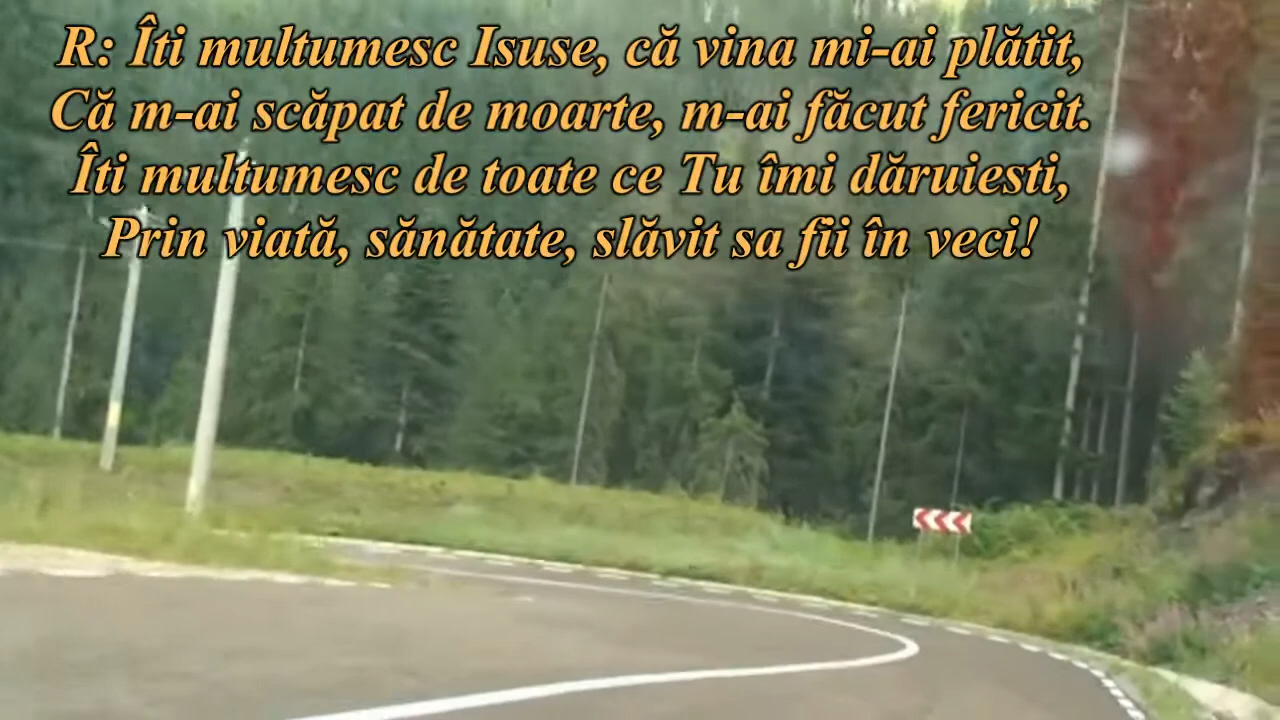 R: Îti multumesc Isuse, că vina mi-ai plătit,
Că m-ai scăpat de moarte, m-ai făcut fericit.
Îti multumesc de toate ce Tu îmi dăruiesti,
Prin viată, sănătate, slăvit sa fii în veci!